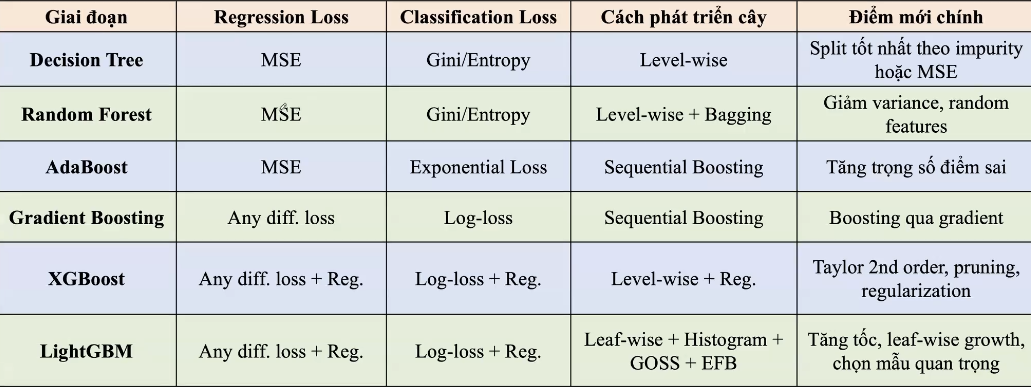 Giai đoạn Regression Loss Classification Loss Cách phát triển cây Điểm mới chính
Decision Tree MSE Gini/Entropy Level-wise Split tốt nhất theo impurity
hoặc MSE
Random Forest MSE Gini/Entropy Level-wise + Bagging Giảm variance, random
features
AdaBoost MSE Exponential Loss Sequential Boosting Tăng trọng số điểm sai
Gradient Boosting Any diff. loss Log-loss Sequential Boosting Boosting qua gradient
XGBoost Any diff. loss + Reg. Log-loss + Reg. Level-wise + Reg. Taylor 2nd order, pruning,
regularization
LightGBM Any diff. loss + Reg. Log-loss + Reg. Leaf-wise + Histogram +
GOSS + EFB
Tăng tốc, leaf-wise growth,
chọn mẫu quan trọng